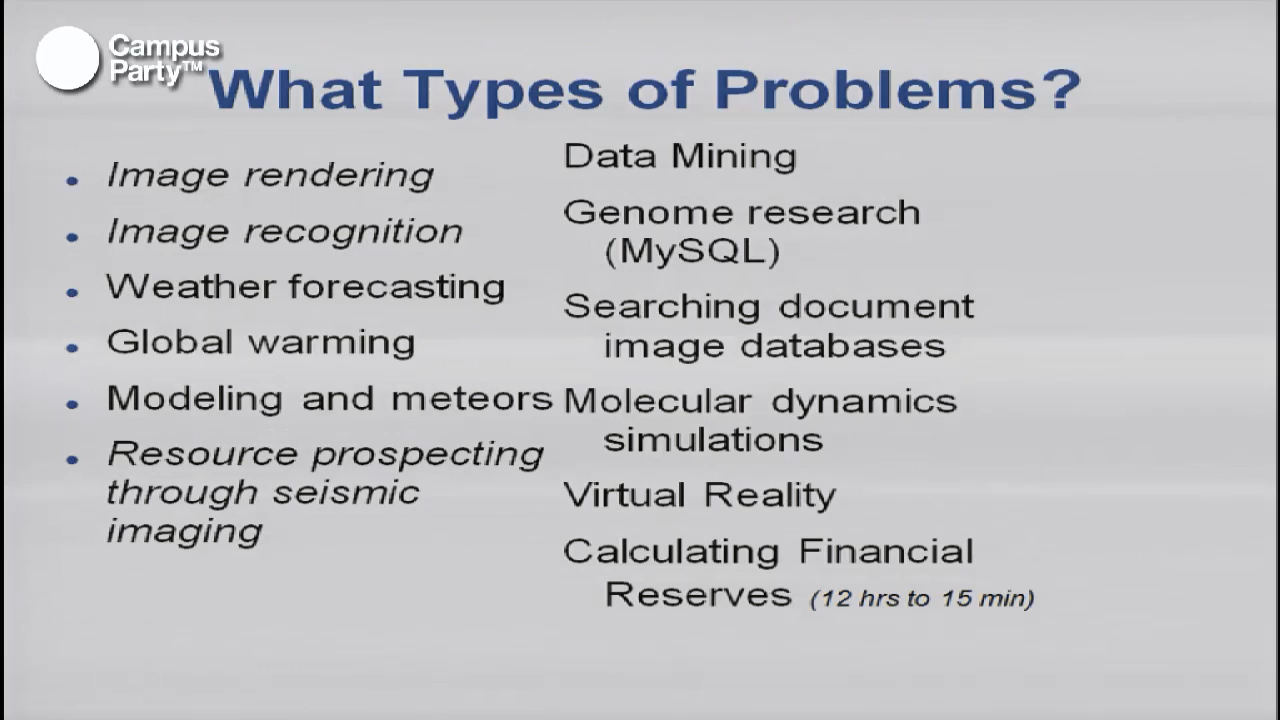 Campus
Party™
What Types of Problems?
• Image rendering
• Image recognition
• Weather forecasting
• Global warming
• Modeling and meteors
• Resource prospecting
through seismic
imaging
Data Mining
Genome research
(MySQL)
Searching document
image databases
Molecular dynamics
simulations
Virtual Reality
Calculating Financial
Reserves (12 hrs to 15 min)